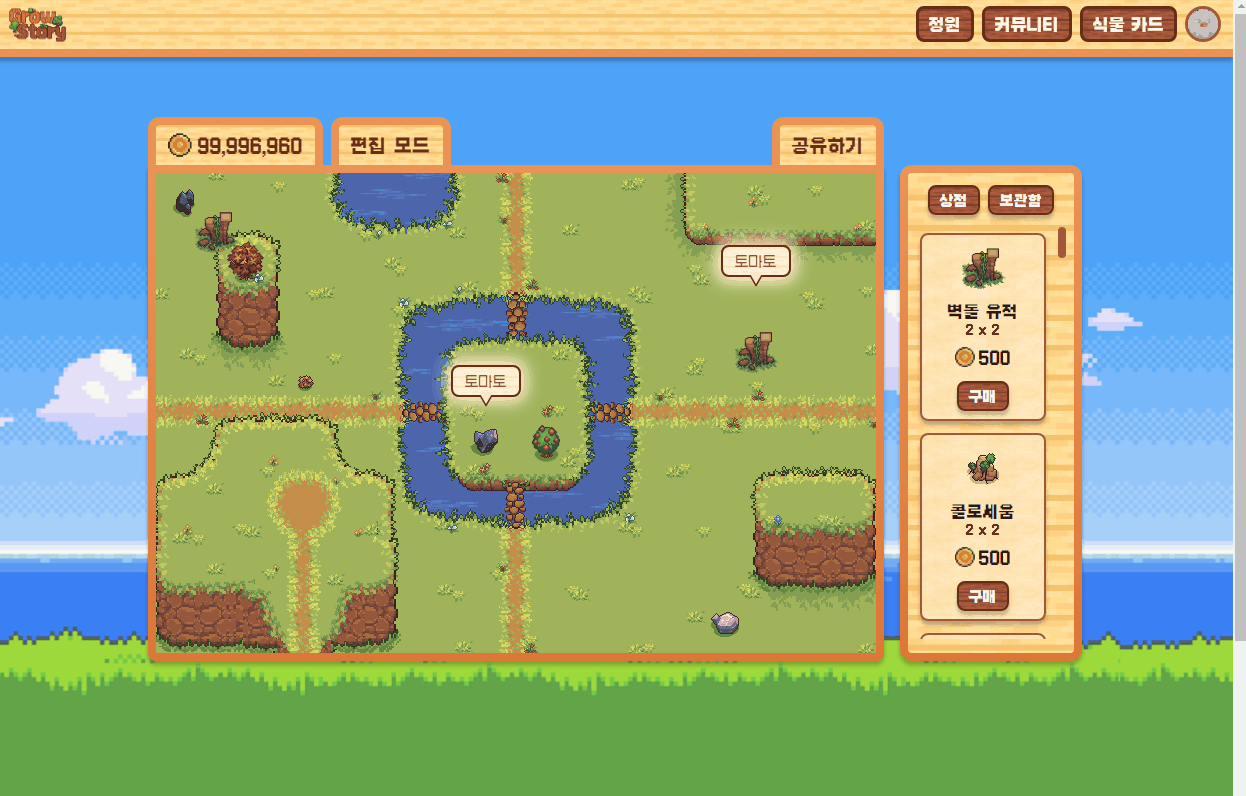 Grow
Story
정원
커뮤니티
식물 카드
99,996,960
편집 모드
공유하기
상점
보관함
토마토
벽돌 유적
2 x 2
500
토마토
구매
콜로세움
2 x 2
500
구매